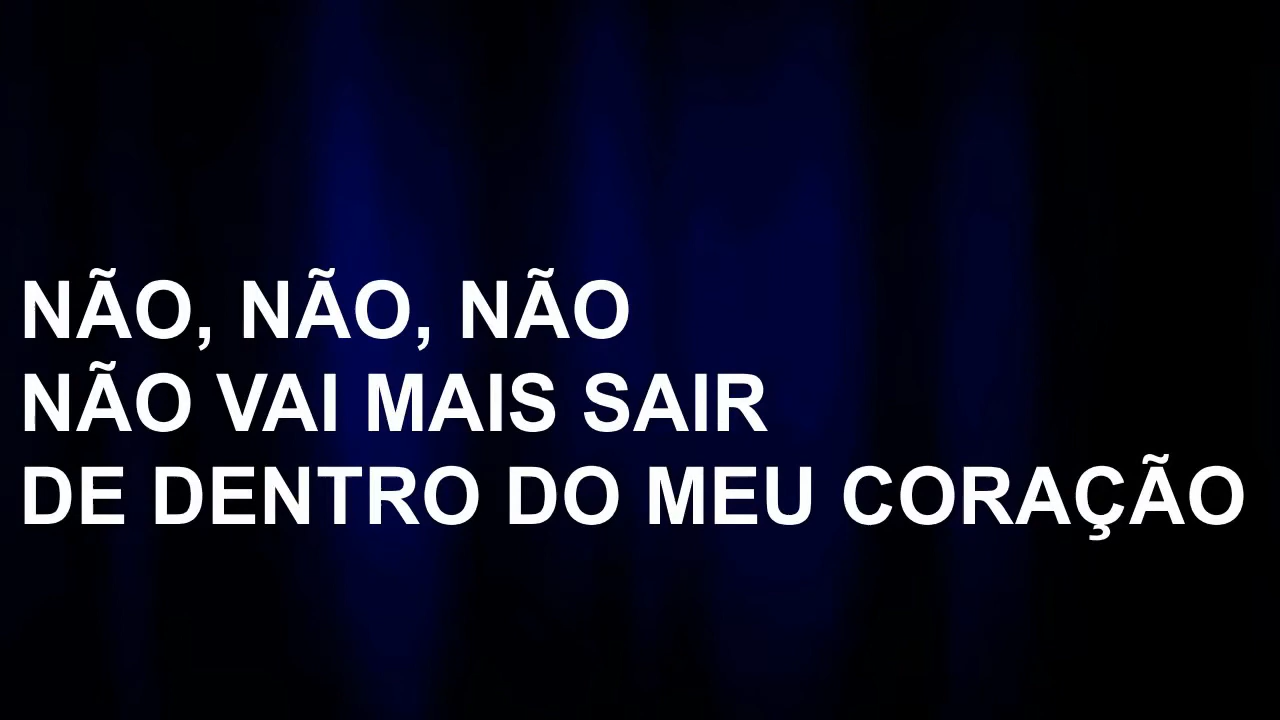 NÃO, NÃO, NÃO
NÃO VAI MAIS SAIR
DE DENTRO DO MEU CORAÇÃO